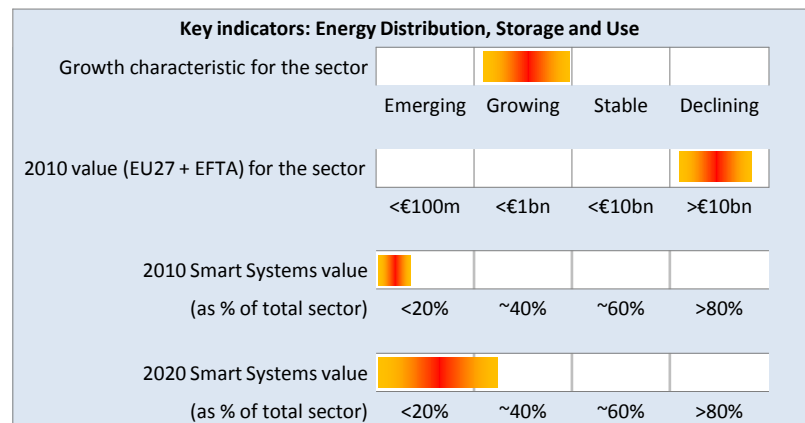 Key indicators: Energy Distribution, Storage and Use
Growth characteristic for the sector
Emerging Growing Stable Declining
2010 value (EU27 + EFTA) for the sector
<€100m <€1bn <€10bn >€10bn
2010 Smart Systems value
(as % of total sector) <20% ~40% ~60% >80%
2020 Smart Systems value
(as % of total sector) <20% ~40% ~60% >80%